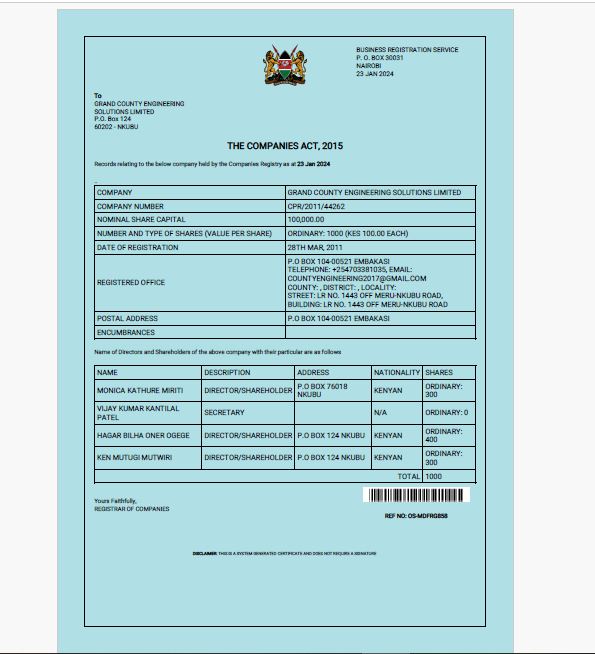 BUSINESS REGISTRATION SERVICE
P. O. BOX 30031
NAIROBI
23 JAN 2024
To
GRAND COUNTY ENGINEERING
SOLUTIONS LIMITED
P.O. Box 124
60202 - NKUBU
THE COMPANIES ACT, 2015
Records relating to the below company held by the Companies Registry as at 23 Jan 2024
COMPANY GRAND COUNTY ENGINEERING SOLUTIONS LIMITED
COMPANY NUMBER CPR/2011/44262
NOMINAL SHARE CAPITAL 100,000.00
NUMBER AND TYPE OF SHARES (VALUE PER SHARE) ORDINARY: 1000 (KES 100.00 EACH)
DATE OF REGISTRATION 28TH MAR, 2011
REGISTERED OFFICE
P.O BOX 104-00521 EMBAKASI
TELEPHONE: +254703381035, EMAIL:
COUNTYENGINEERING2017@GMAIL.COM
COUNTY: , DISTRICT: , LOCALITY:
STREET: LR NO. 1443 OFF MERU-NKUBU ROAD,
BUILDING: LR NO. 1443 OFF MERU-NKUBU ROAD
POSTAL ADDRESS P.O BOX 104-00521 EMBAKASI
ENCUMBRANCES
Name of Directors and Shareholders of the above company with their particular are as follows
NAME DESCRIPTION ADDRESS NATIONALITY SHARES
MONICA KATHURE MIRITI DIRECTOR/SHAREHOLDER P.O BOX 76018 NKUBU KENYAN ORDINARY: 300
VIJAY KUMAR KANTILAL PATEL SECRETARY N/A ORDINARY: 0
HAGAR BILHA ONER OGEGE DIRECTOR/SHAREHOLDER P.O BOX 124 NKUBU KENYAN ORDINARY: 400
KEN MUTUGI MUTWIRI DIRECTOR/SHAREHOLDER P.O BOX 124 NKUBU KENYAN ORDINARY: 300
TOTAL 1000
Yours Faithfully,
REGISTRAR OF COMPANIES
REF NO: OS-MDFRG858
DISCLAIMER: THIS IS A SYSTEM GENERATED CERTIFICATE AND DOES NOT REQUIRE A SIGNATURE